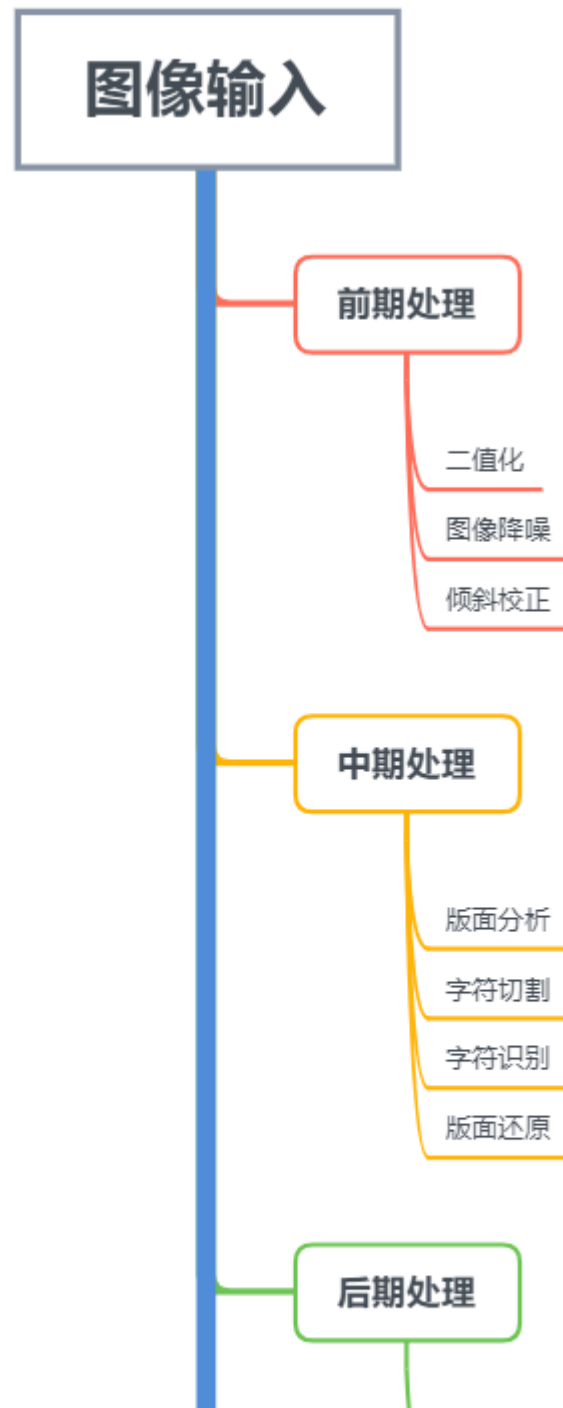 图像输入
前期处理
二值化
图像降噪
倾斜校正
中期处理
版面分析
字符切割
字符识别
版面还原
后期处理